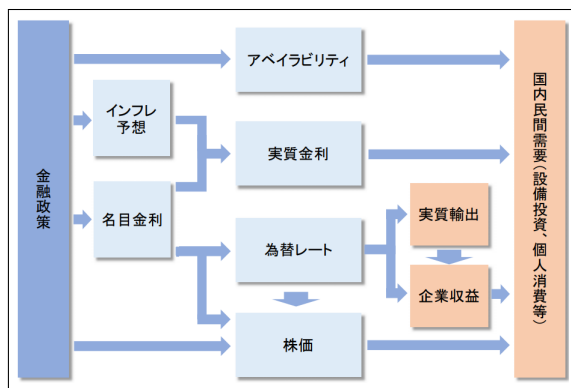 金融政策
アベイラビリティ
インフレ
予想
実質金利
名目金利
為替レート
実質輸出
企業収益
株価
国内民間需要(設備投資、個人消費等)